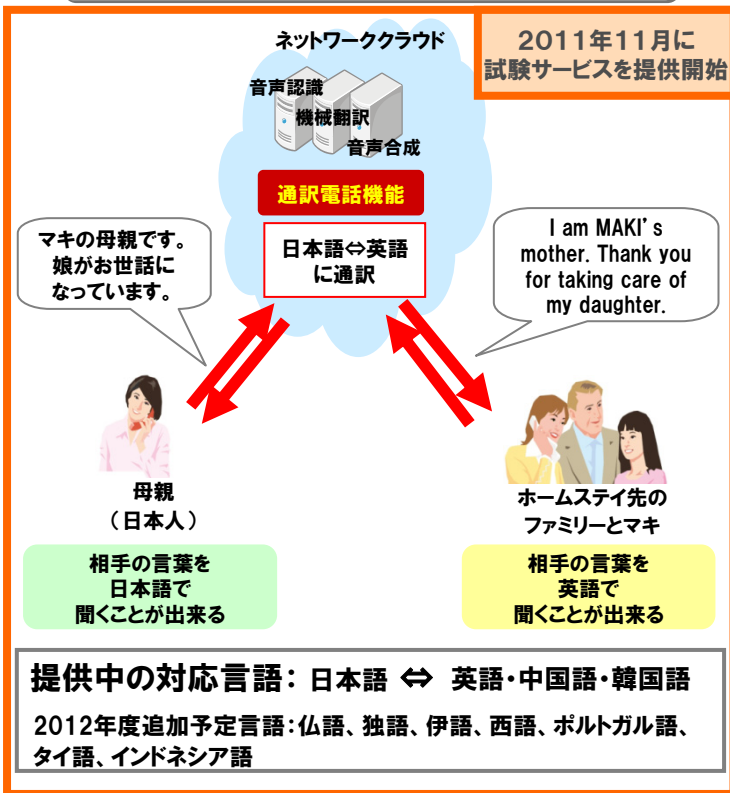 ネットワーククラウド
2011年11月に
試験サービスを提供開始
音声認識
機械翻訳
音声合成
通訳電話機能
日本語⇔英語
に通訳
マキの母親です。
娘がお世話に
なっています。
I am MAKI's
mother. Thank you
for taking care of
my daughter.
母親
(日本人)
ホームステイ先の
ファミリーとマキ
相手の言葉を
日本語で
聞くことが出来る
相手の言葉を
英語で
聞くことが出来る
提供中の対応言語: 日本語 ⇔ 英語・中国語・韓国語
2012年度追加予定言語:仏語、独語、伊語、西語、ポルトガル語、
タイ語、インドネシア語